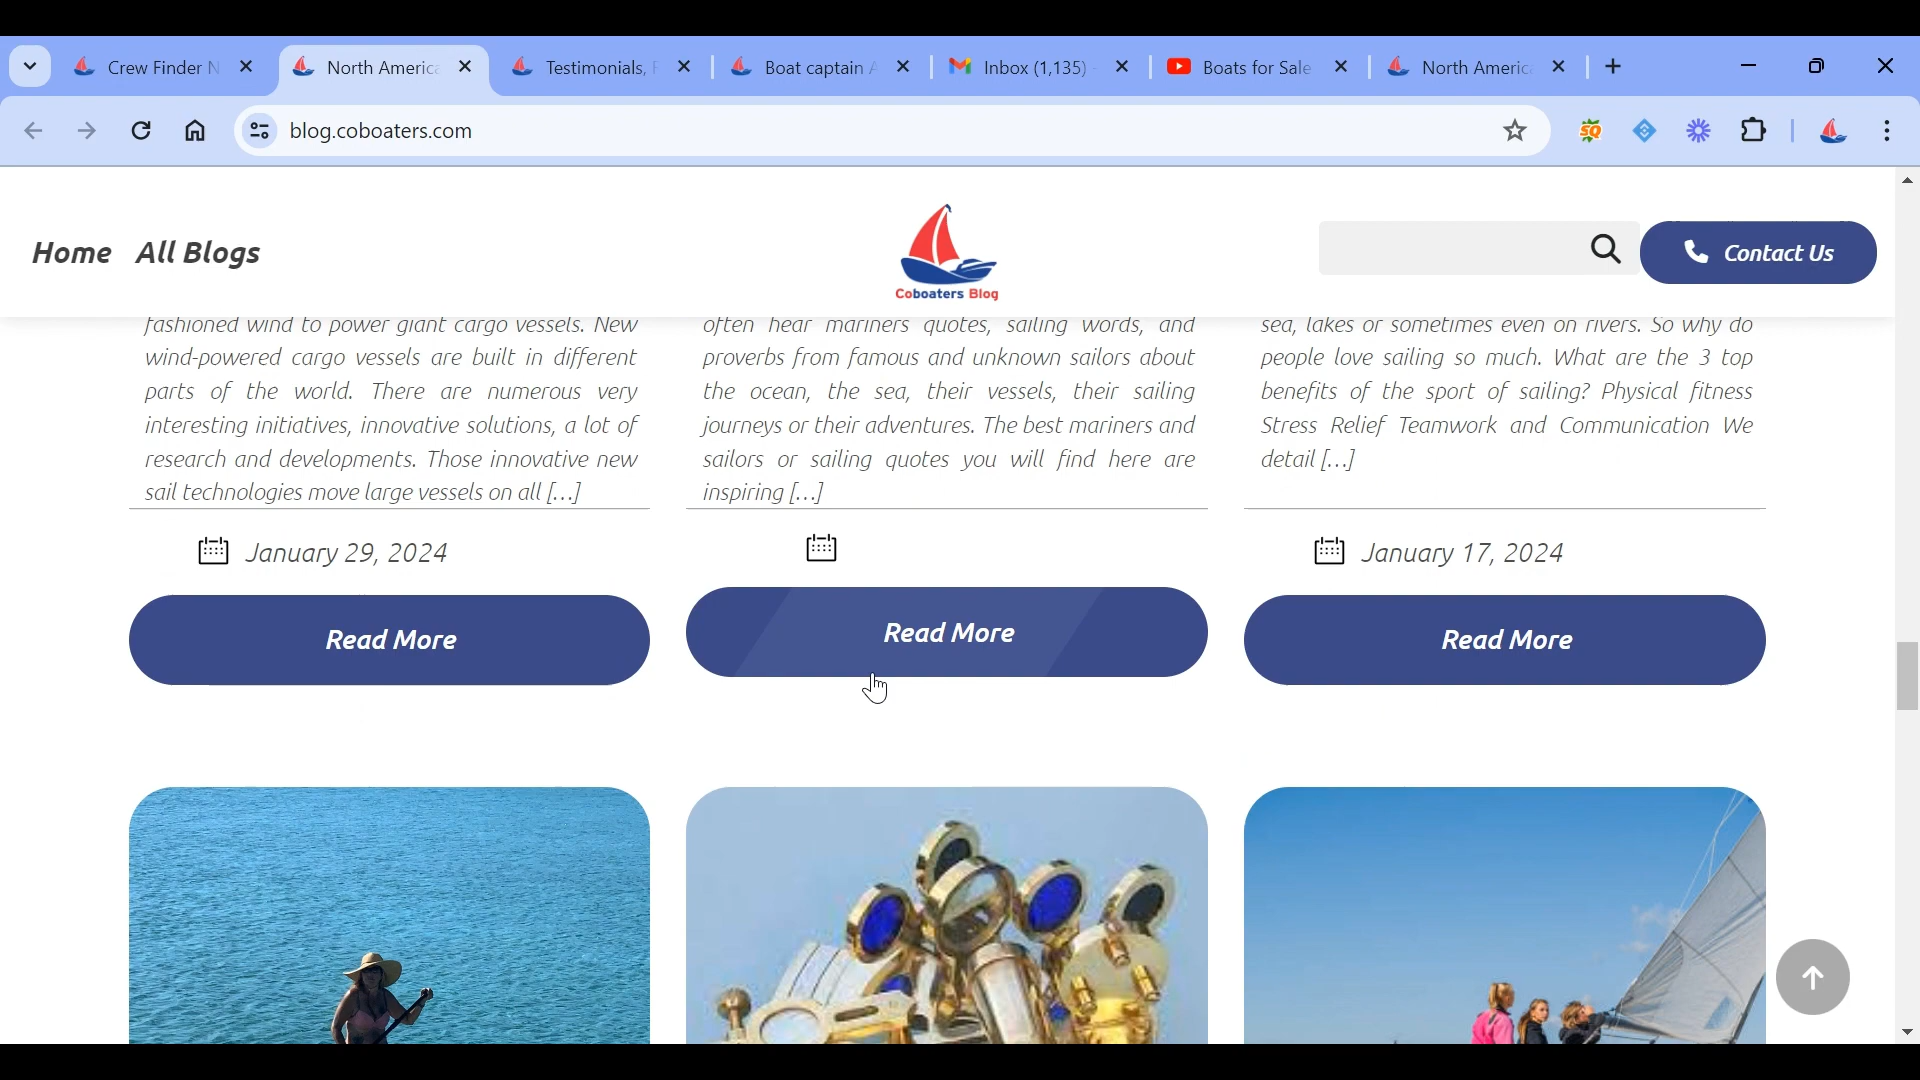 Crew Finder N
North America
Testimonials, F
Boat captain A
Inbox (1,135) -
Boats for Sale
North America
blog.coboaters.com
Home All Blogs
Coboaters Blog
Contact Us
fashioned wind to power giant cargo vessels. New
wind-powered cargo vessels are built in different
parts of the world. There are numerous very
interesting initiatives, innovative solutions, a lot of
research and developments. Those innovative new
sail technologies move large vessels on all [...]
January 29, 2024
Read More
often hear mariners quotes, sailing words, and
proverbs from famous and unknown sailors about
the ocean, the sea, their vessels, their sailing
journeys or their adventures. The best mariners and
sailors or sailing quotes you will find here are
inspiring [...]
Read More
sea, lakes or sometimes even on rivers. So why do
people love sailing so much. What are the 3 top
benefits of the sport of sailing? Physical fitness
Stress Relief Teamwork and Communication We
detail [...]
January 17, 2024
Read More